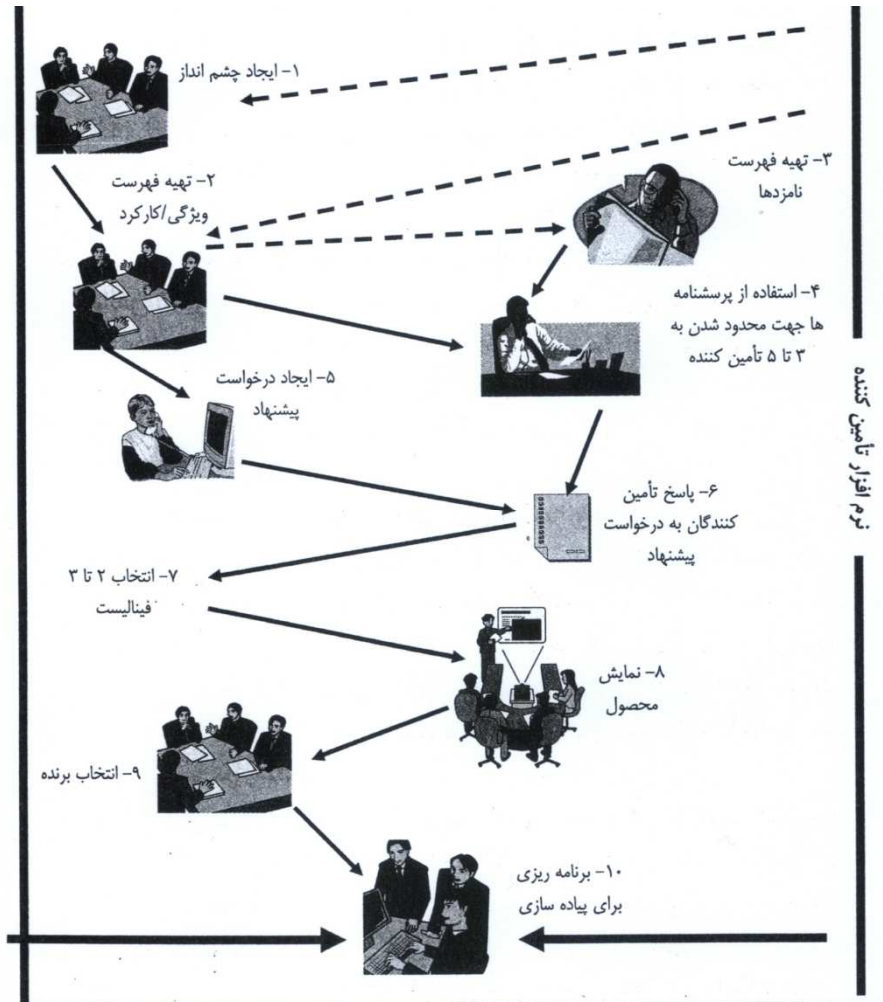 ۱- ایجاد چشم انداز
۲- تهیه فهرست
ویژگی/کارکرد
۳- تهیه فهرست
نامزدها
۴- استفاده از پرسشنامه
ها جهت محدود شدن به
۳ تا ۵ تأمین کننده
۵- ایجاد درخواست
پیشنهاد
۶- پاسخ تأمین
کنندگان به درخواست
پیشنهاد
۷- انتخاب ۲ تا ۳
فینالیست
۸- نمایش
محصول
۹- انتخاب برنده
۱۰- برنامه ریزی
برای پیاده سازی
نرم افزار تأمین کننده